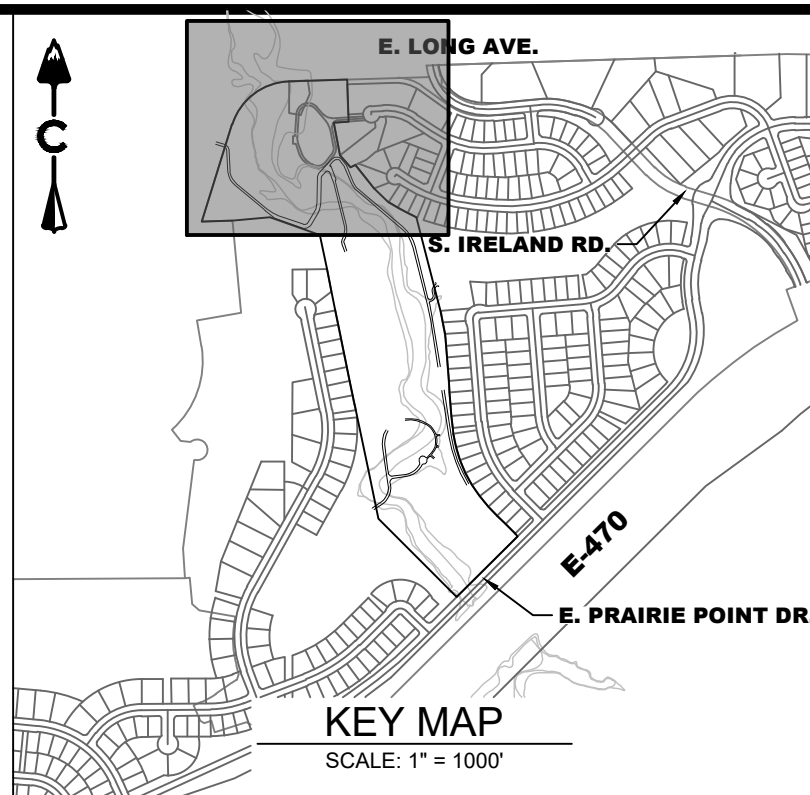 E. LONG AVE.
C
S. IRELAND RD.
E-470
E. PRAIRIE POINT DR.
KEY MAP
SCALE: 1" = 1000'